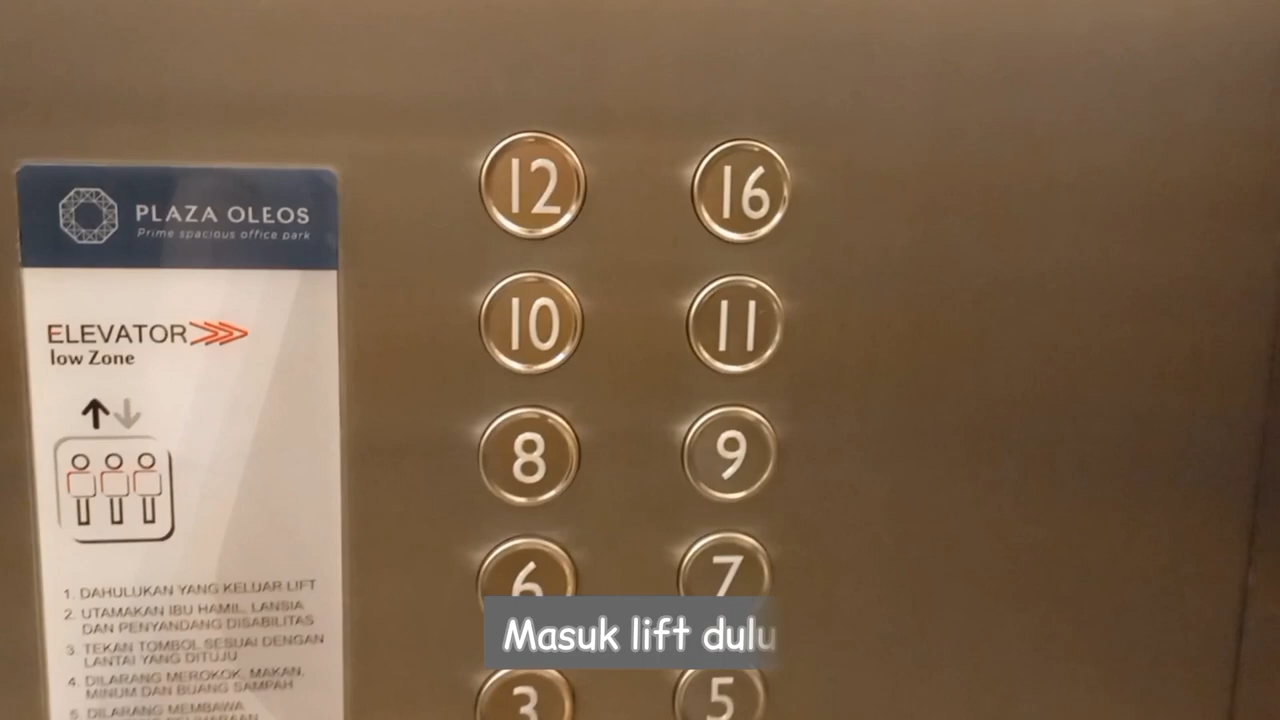 PLAZA OLEOS
Prime spacious office park
ELEVATOR
low Zone
1. DAHULUKAN YANG KELUAR LIFT
2. UTAMAKAN IBU HAMIL, LANSIA
DAN PENYANDANG DISABILITAS
3. TEKAN TOMBOL SESUAI DENGAN
LANTAI YANG DITUJU
4. DILARANG MEROKOK, MAKAN,
MINUM DAN BUANG SAMPAH
5. DILARANG MEMBAWA
12 16
10 11
8 9
6 7
Masuk lift dulu
3 5